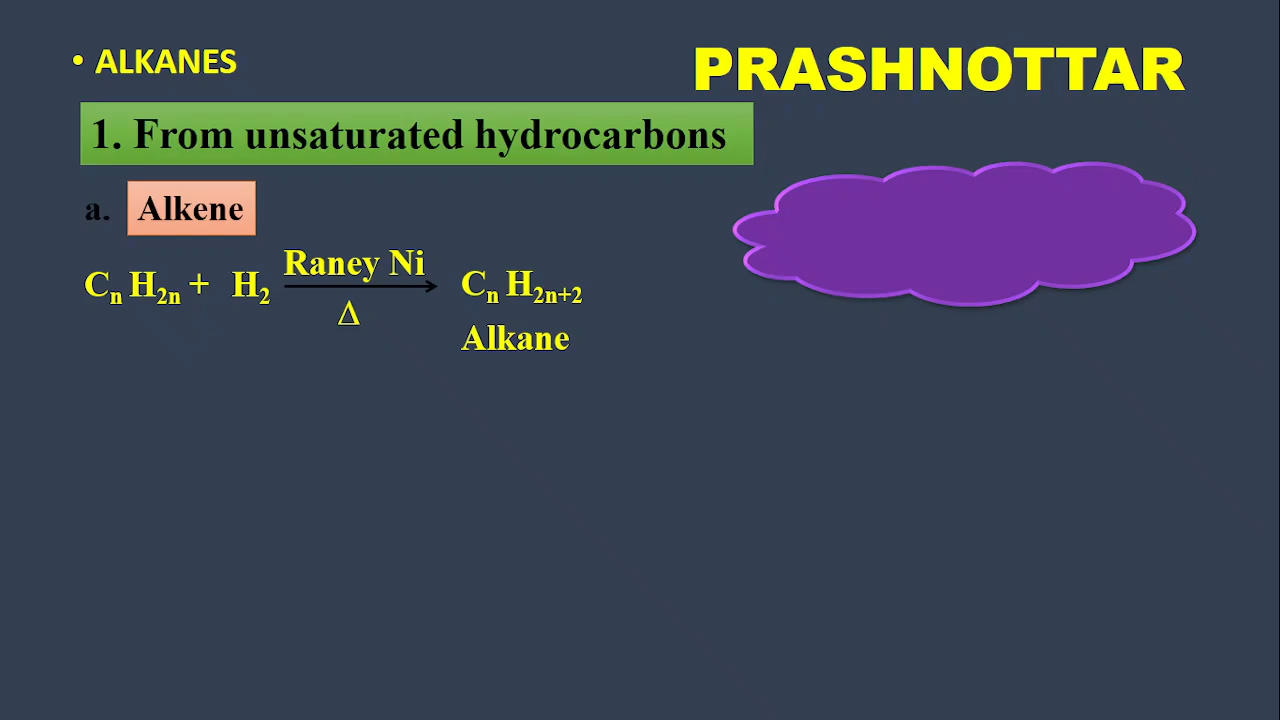 • ALKANES
PRASHNOTTAR
1. From unsaturated hydrocarbons
a. Alkene
Raney Ni
Cₙ H₂ₙ + H₂ ⟶ Cₙ H₂ₙ₊₂
Δ
Alkane